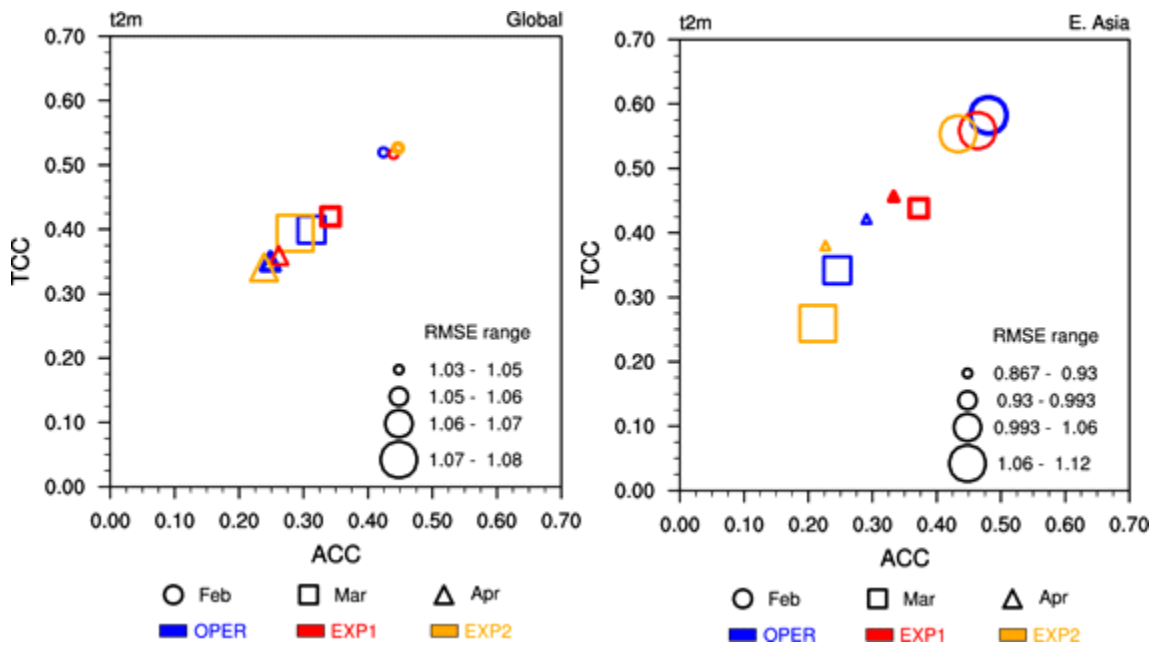 t2m Global
0.70
0.60
0.50
0.40
0.30
0.20
0.10
0.00
TCC
RMSE range
1.03 - 1.05
1.05 - 1.06
1.06 - 1.07
1.07 - 1.08
0.00 0.10 0.20 0.30 0.40 0.50 0.60 0.70
ACC
Feb Mar Apr
OPER EXP1 EXP2
t2m E. Asia
0.70
0.60
0.50
0.40
0.30
0.20
0.10
0.00
TCC
RMSE range
0.867 - 0.93
0.93 - 0.993
0.993 - 1.06
1.06 - 1.12
0.00 0.10 0.20 0.30 0.40 0.50 0.60 0.70
ACC
Feb Mar Apr
OPER EXP1 EXP2